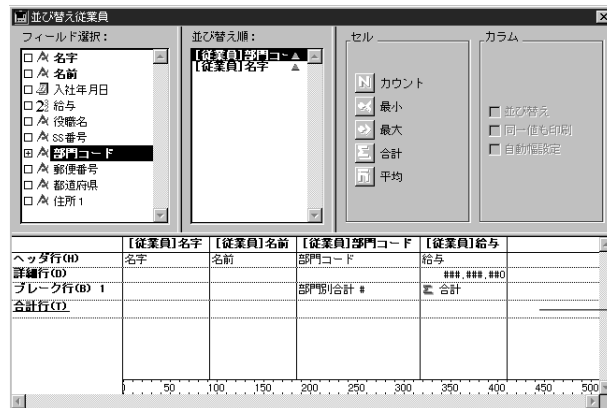 並び替え従業員
フィールド選択：
名字
名前
入社年月日
給与
役職名
SS番号
部門コード
郵便番号
都道府県
住所1
並び替え順：
[従業員]部門コー
[従業員]名字
セル
カウント
最小
最大
合計
平均
カラム
並び替え
同一値も印刷
自動幅設定
[従業員]名字 [従業員]名前 [従業員]部門コード [従業員]給与
ヘッダ行(H) 名字 名前 部門コード 給与
詳細行(D) ###,###,##0
ブレーク行(B) 1 部門別合計 # Σ 合計
合計行(T)
0 50 100 150 200 250 300 350 400 450 500